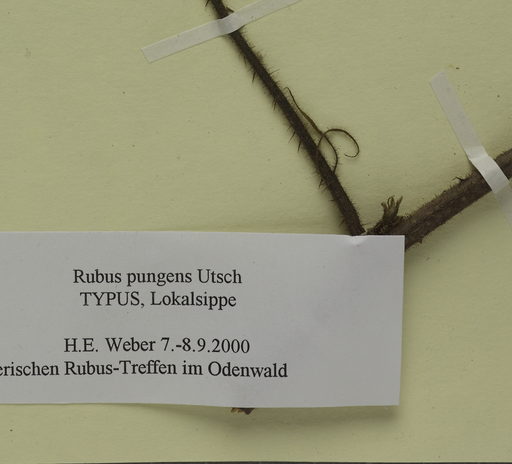 Rubus pungens Utsch
TYPUS, Lokalsippe
H.E. Weber 7.-8.9.2000
erischen Rubus-Treffen im Odenwald